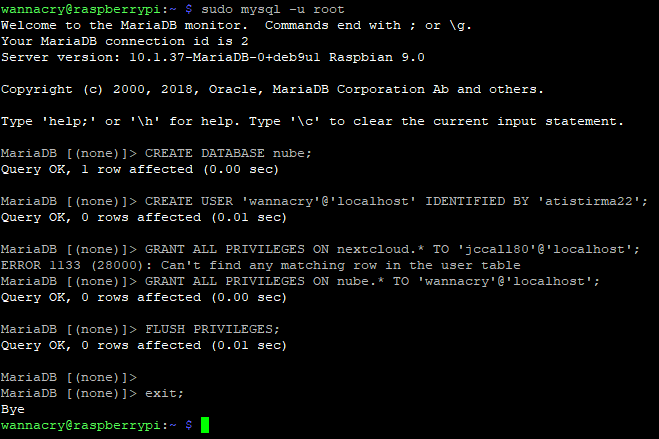 wannacry@raspberrypi:~ $ sudo mysql -u root
Welcome to the MariaDB monitor.  Commands end with ; or \g.
Your MariaDB connection id is 2
Server version: 10.1.37-MariaDB-0+deb9u1 Raspbian 9.0

Copyright (c) 2000, 2018, Oracle, MariaDB Corporation Ab and others.

Type 'help;' or '\h' for help. Type '\c' to clear the current input statement.

MariaDB [(none)]> CREATE DATABASE nube;
Query OK, 1 row affected (0.00 sec)

MariaDB [(none)]> CREATE USER 'wannacry'@'localhost' IDENTIFIED BY 'atistirma22';
Query OK, 0 rows affected (0.01 sec)

MariaDB [(none)]> GRANT ALL PRIVILEGES ON nextcloud.* TO 'jccall80'@'localhost';
ERROR 1133 (28000): Can't find any matching row in the user table
MariaDB [(none)]> GRANT ALL PRIVILEGES ON nube.* TO 'wannacry'@'localhost';
Query OK, 0 rows affected (0.00 sec)

MariaDB [(none)]> FLUSH PRIVILEGES;
Query OK, 0 rows affected (0.01 sec)

MariaDB [(none)]>
MariaDB [(none)]> exit;
Bye
wannacry@raspberrypi:~ $